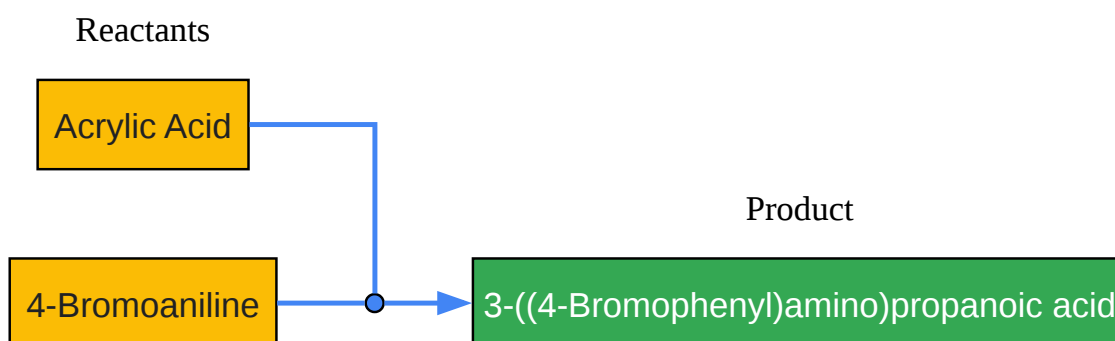 Reactants
Acrylic Acid
Product
4-Bromoaniline
3-((4-Bromophenyl)amino)propanoic acid